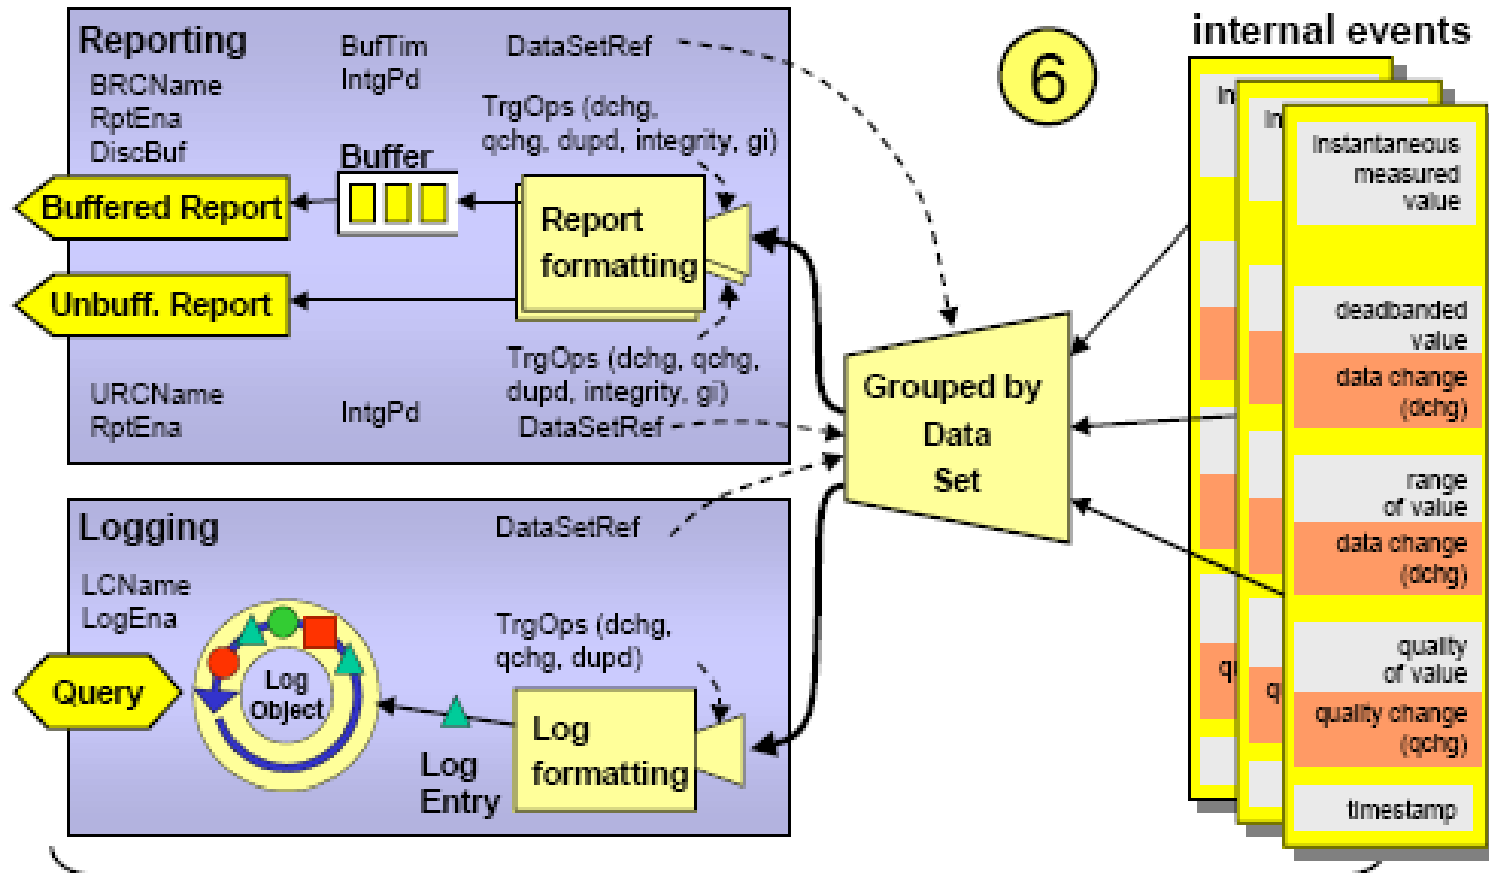 Reporting
BRCName
RptEna
DiscBuf
BufTim
IntgPd
DataSetRef
TrgOps (dchg,
qchg, dupd, integrity, gi)
Buffer
Buffered Report
Report
formatting
Unbuff. Report
TrgOps (dchg, qchg,
dupd, integrity, gi)
DataSetRef
URCName
RptEna
IntgPd
Logging
LCName
LogEna
DataSetRef
TrgOps (dchg,
qchg, dupd)
Query
Log
Object
Log
Entry
Log
formatting
Grouped by
Data
Set
6
internal events
In
In
instantaneous
measured
value
deadbanded
value
data change
(dchg)
range
of value
data change
(dchg)
quality
of value
quality change
(qchg)
timestamp
q
q